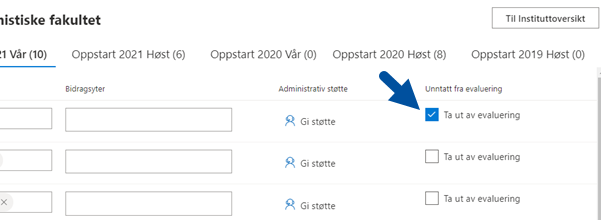 nistiske fakultet
Til Instituttoversikt
21 Vår (10) Oppstart 2021 Høst (6) Oppstart 2020 Vår (0) Oppstart 2020 Høst (8) Oppstart 2019 Høst (0)
Bidragsyter Administrativ støtte Unntatt fra evaluering
Gi støtte Ta ut av evaluering
Gi støtte Ta ut av evaluering
Gi støtte Ta ut av evaluering